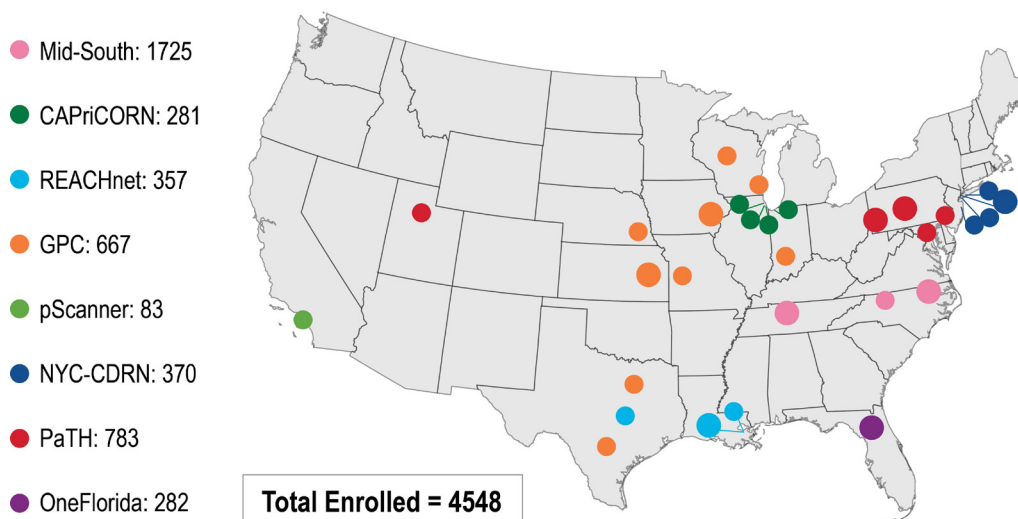 Mid-South: 1725
CAPriCORN: 281
REACHnet: 357
GPC: 667
pScanner: 83
NYC-CDRN: 370
PaTH: 783
OneFlorida: 282
Total Enrolled = 4548